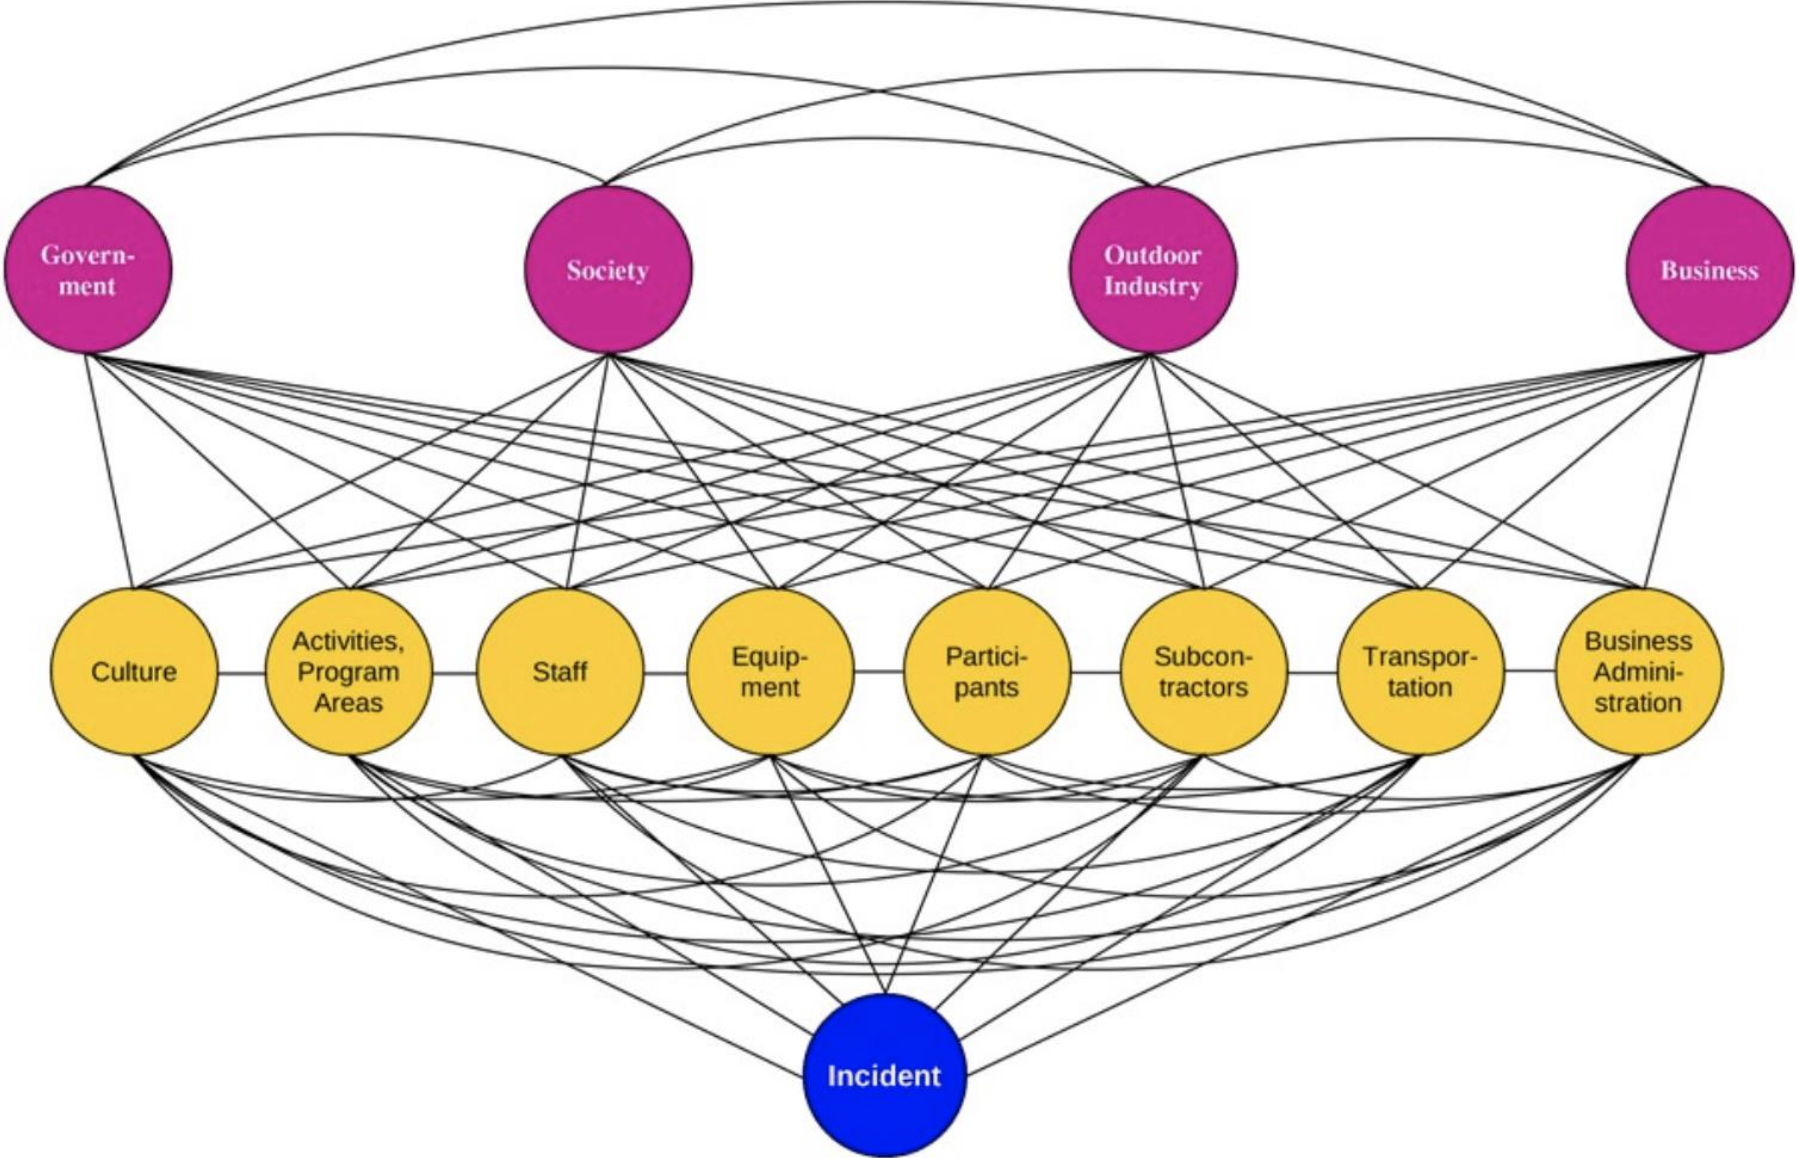 Govern-
ment
Society
Outdoor
Industry
Business
Culture
Activities,
Program
Areas
Staff
Equip-
ment
Partici-
pants
Subcon-
tractors
Transpor-
tation
Business
Admini-
stration
Incident